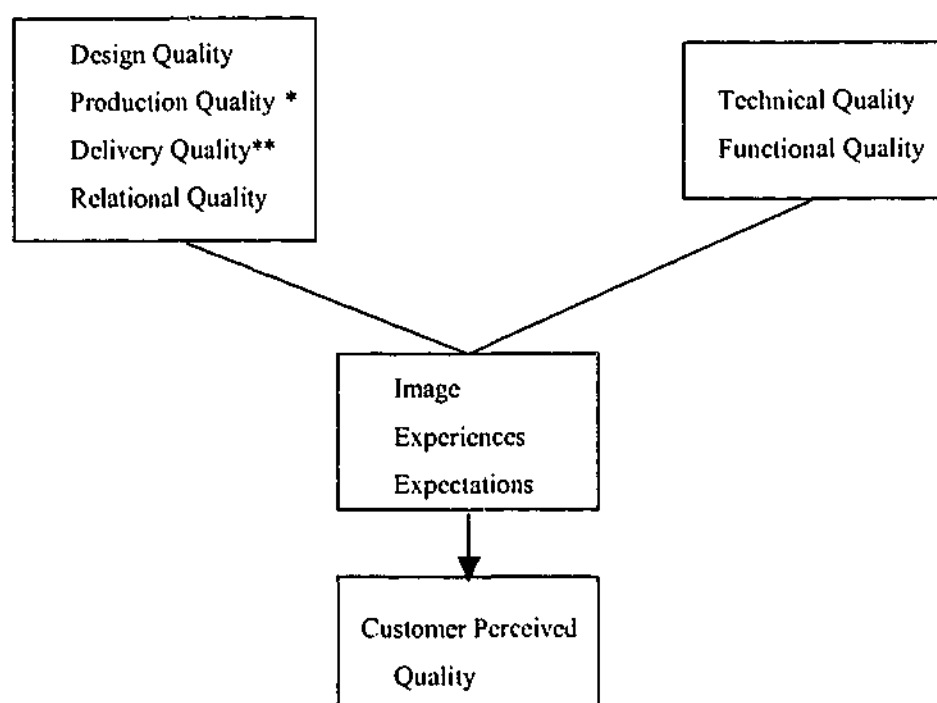 Design Quality
Production Quality *
Delivery Quality**
Relational Quality
Technical Quality
Functional Quality
Image
Experiences
Expectations
Customer Perceived
Quality